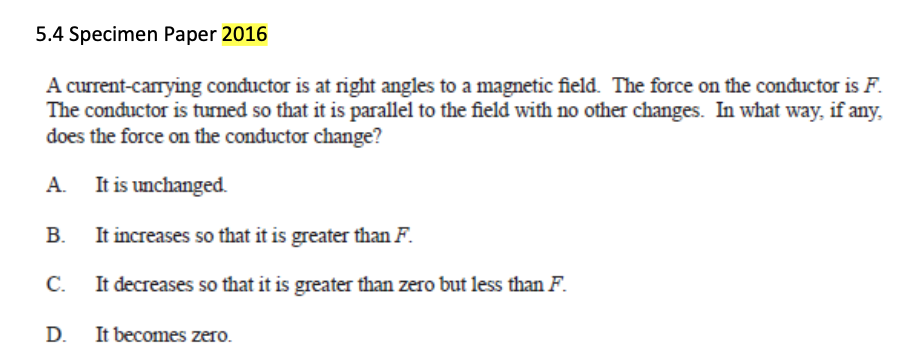 5.4 Specimen Paper 2016
A current-carrying conductor is at right angles to a magnetic field. The force on the conductor is F.
The conductor is turned so that it is parallel to the field with no other changes. In what way, if any,
does the force on the conductor change?
A. It is unchanged.
B. It increases so that it is greater than F.
C. It decreases so that it is greater than zero but less than F.
D. It becomes zero.